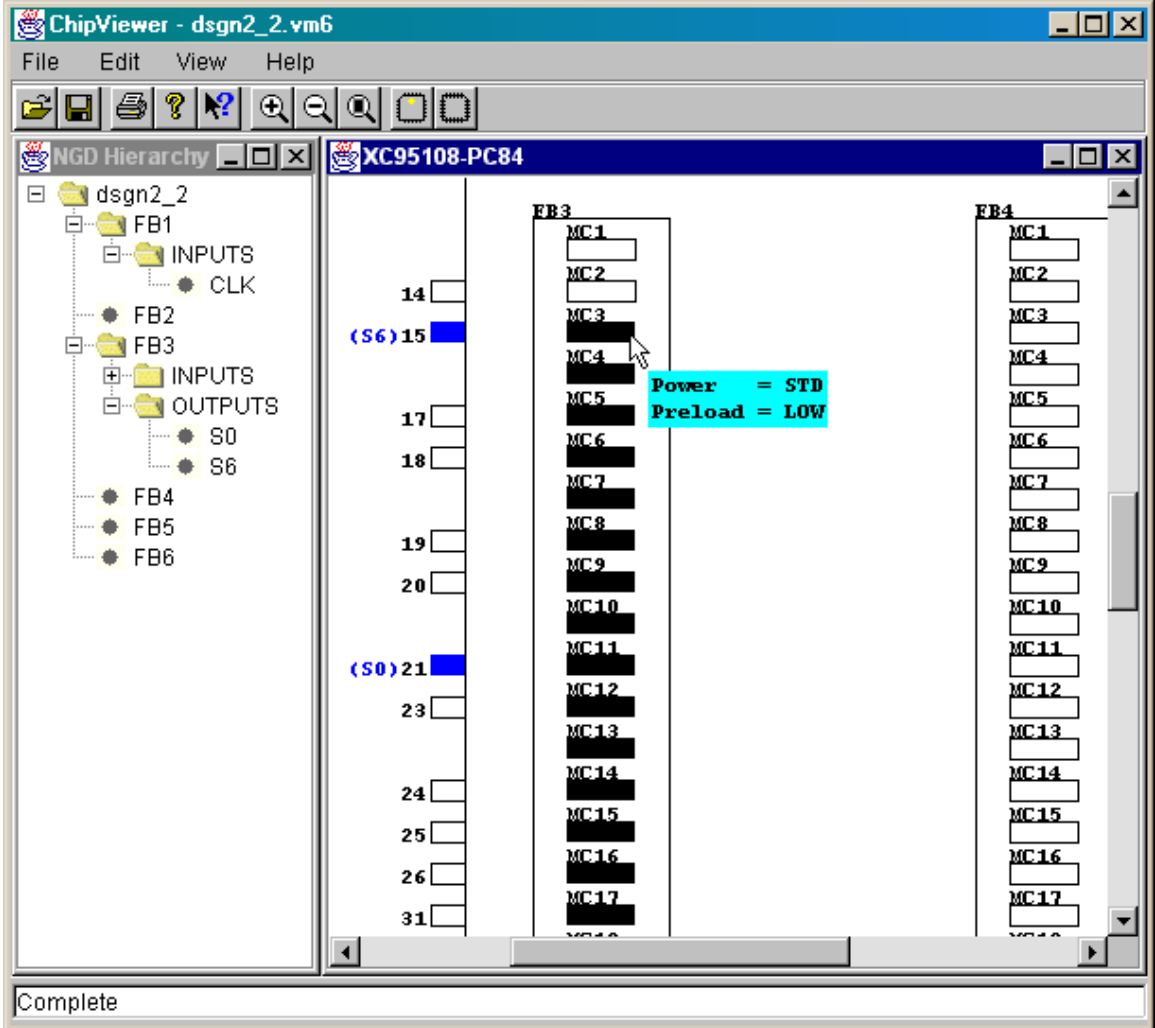 ChipViewer - dsgn2_2.vm6
File Edit View Help
NGD Hierarchy
dsgn2_2
FB1
INPUTS
CLK
FB2
FB3
INPUTS
OUTPUTS
S0
S6
FB4
FB5
FB6
XC95108-PC84
FB3
MC1
MC2
14
MC3
(S6)15
MC4
MC5
17
MC6
18
MC7
MC8
19
MC9
20
MC10
MC11
(S0)21
MC12
23
MC13
MC14
24
MC15
25
MC16
26
MC17
31
Power = STD
Preload = LOW
FB4
MC1
MC2
MC3
MC4
MC5
MC6
MC7
MC8
MC9
MC10
MC11
MC12
MC13
MC14
MC15
MC16
MC17
Complete